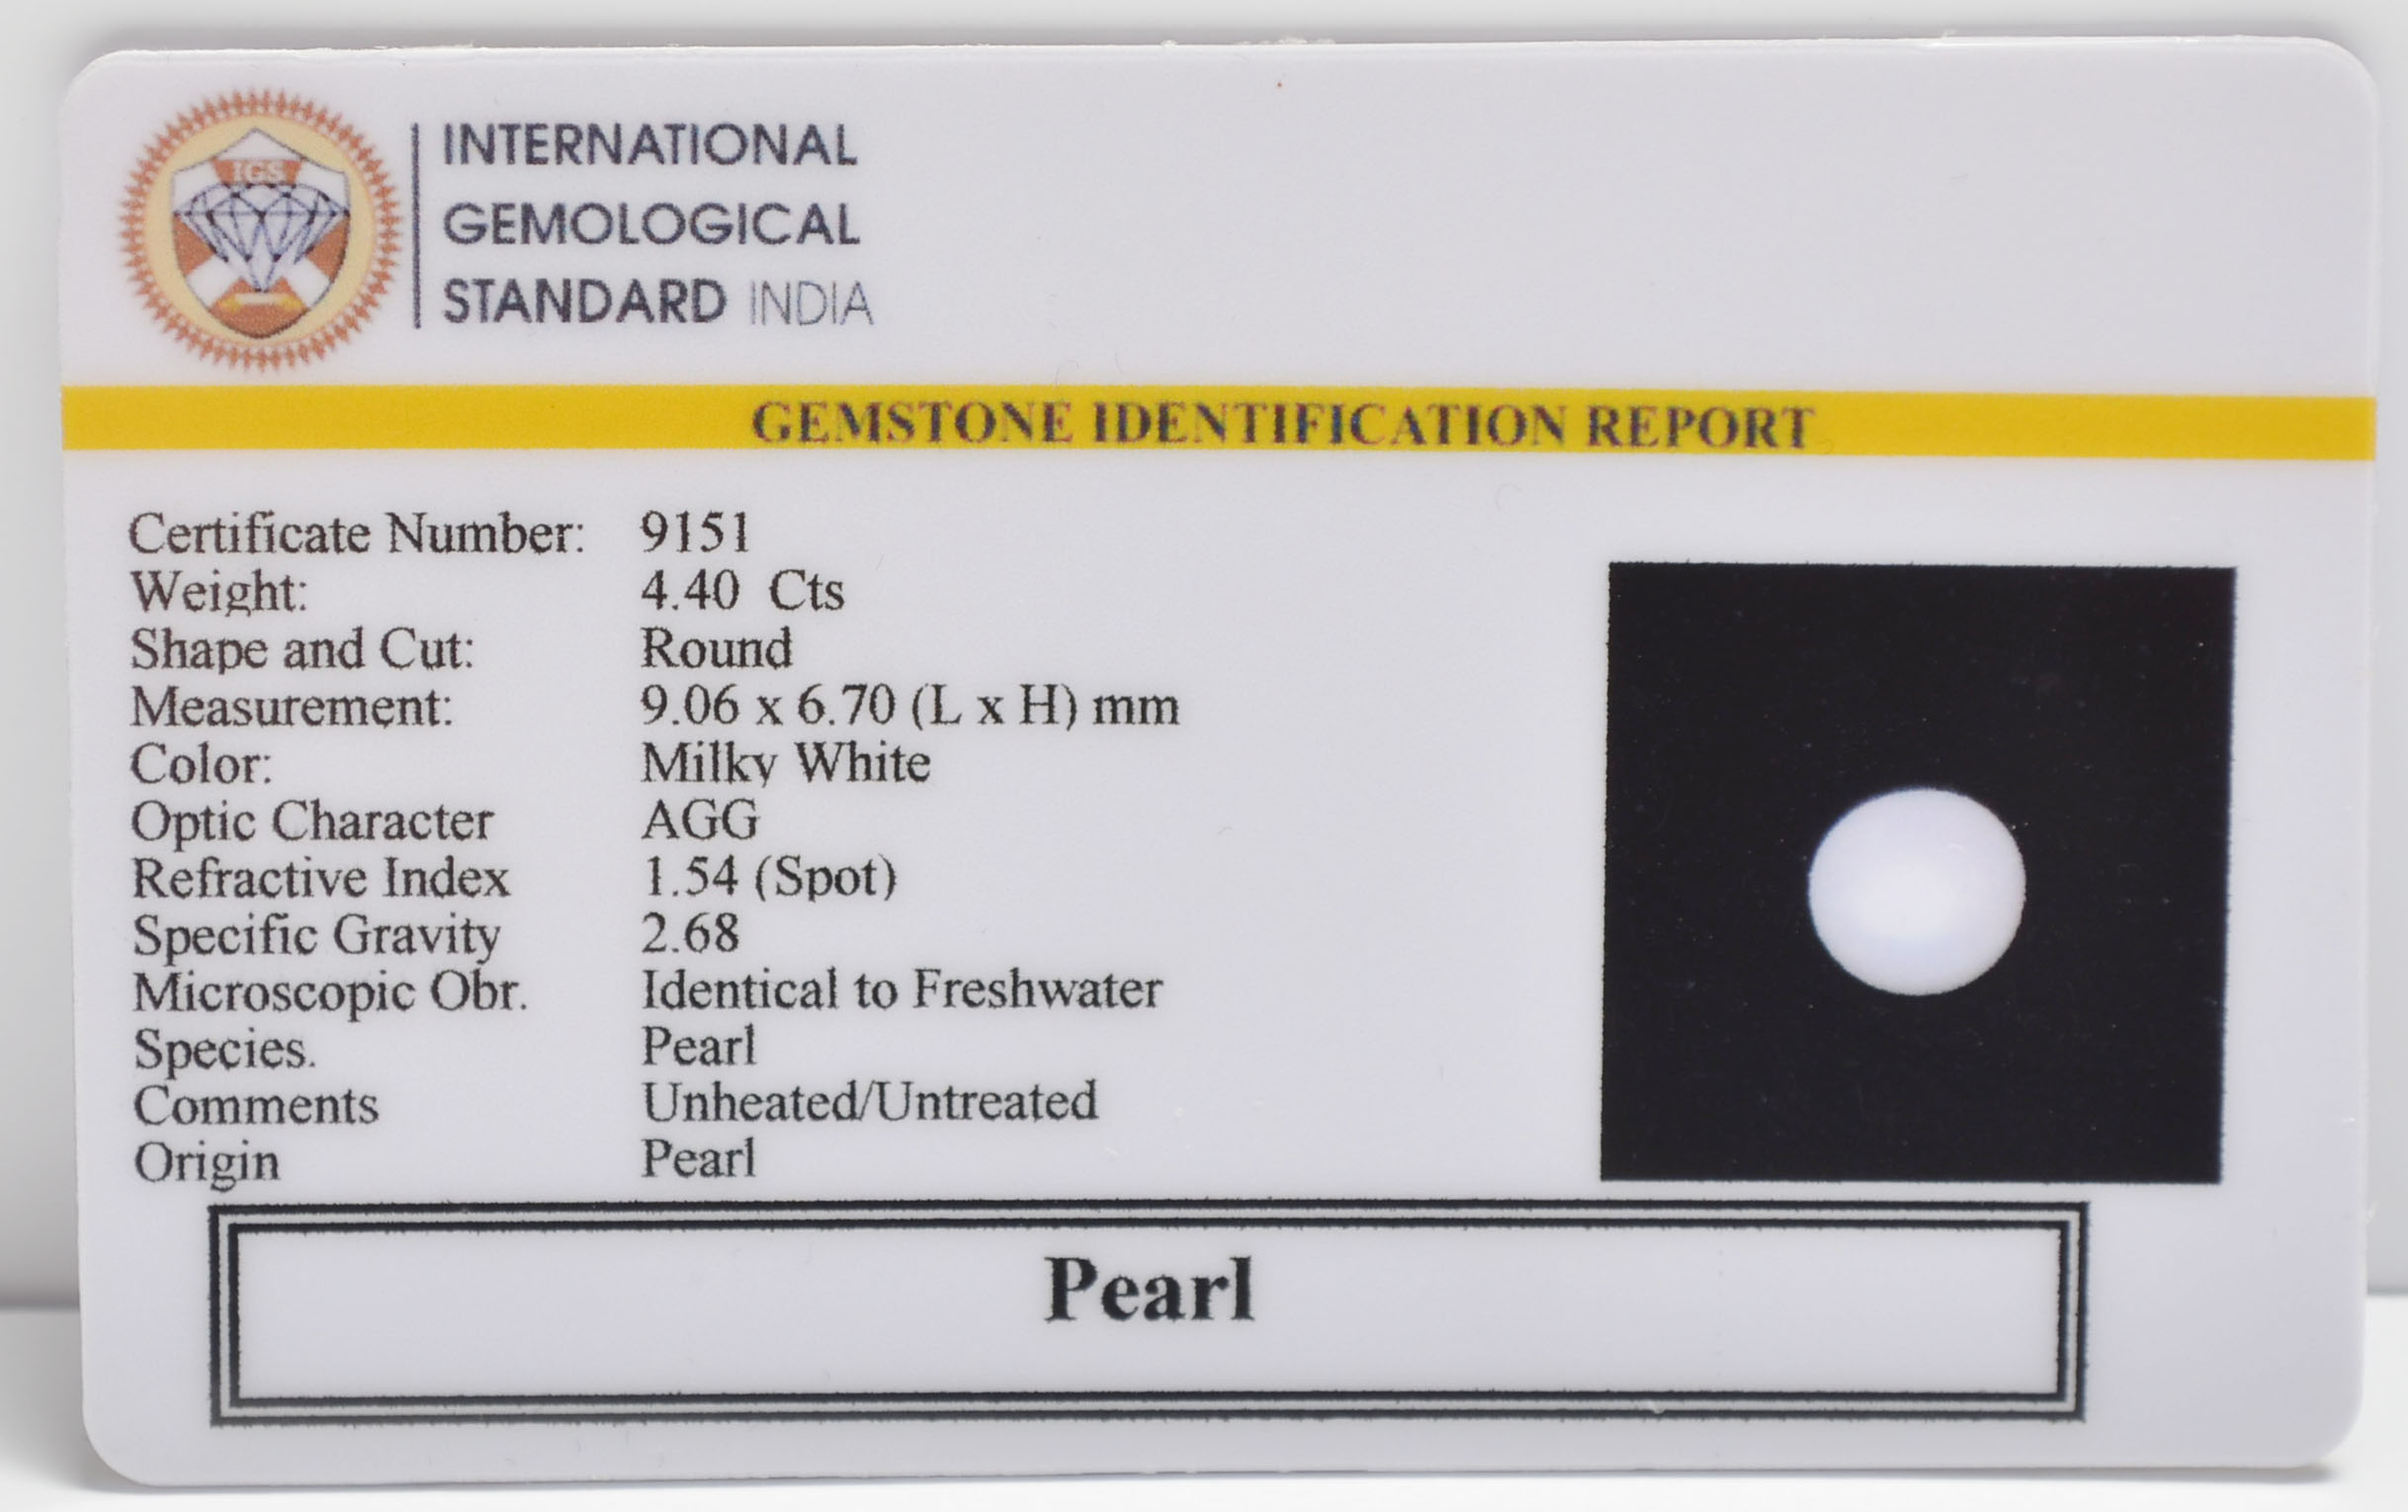 IGS
INTERNATIONAL
GEMOLOGICAL
STANDARD INDIA
GEMSTONE IDENTIFICATION REPORT
Certificate Number: 9151
Weight: 4.40 Cts
Shape and Cut: Round
Measurement: 9.06 x 6.70 (L x H) mm
Color: Milky White
Optic Character AGG
Refractive Index 1.54 (Spot)
Specific Gravity 2.68
Microscopic Obr. Identical to Freshwater
Species. Pearl
Comments Unheated/Untreated
Origin Pearl
Pearl